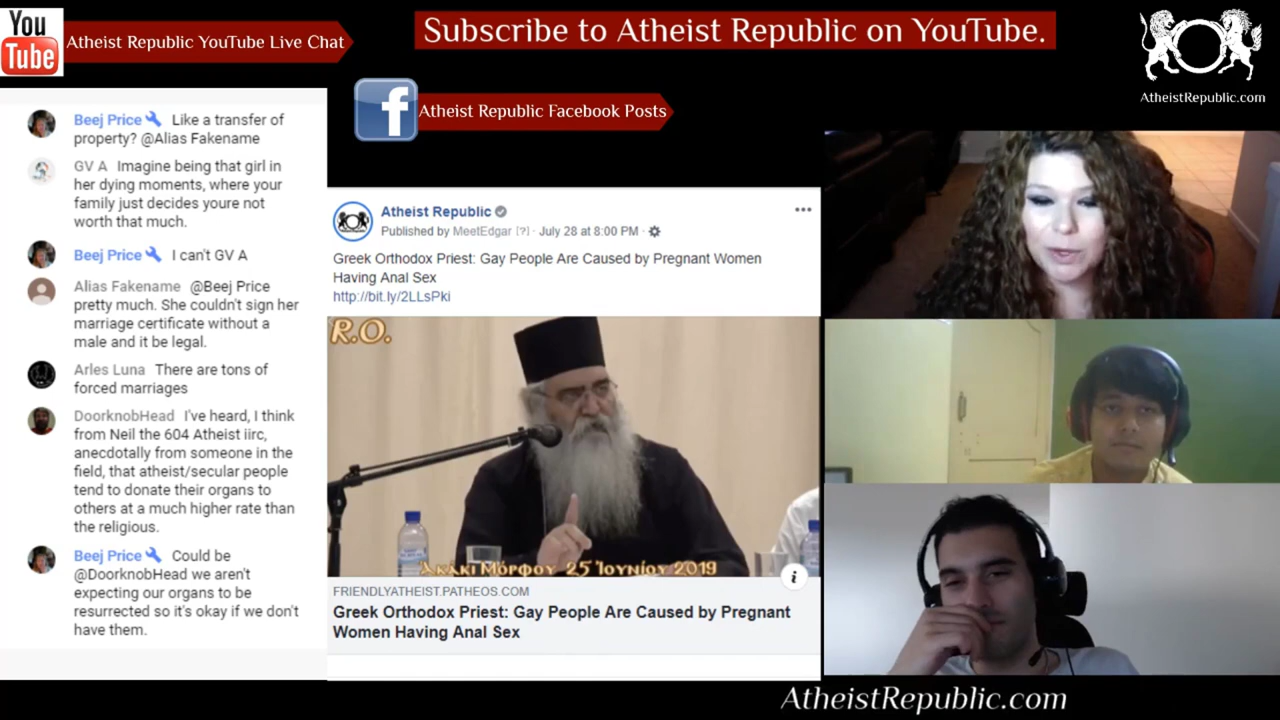 You
Tube
Atheist Republic YouTube Live Chat
Subscribe to Atheist Republic on YouTube.
AtheistRepublic.com
Atheist Republic Facebook Posts
Beej Price Like a transfer of
property? @Alias Fakename
GV A Imagine being that girl in
her dying moments, where your
family just decides youre not
worth that much.
Beej Price I can't GV A
Alias Fakename @Beej Price
pretty much. She couldn't sign her
marriage certificate without a
male and it be legal.
Arles Luna There are tons of
forced marriages
DoorknobHead I've heard, I think
from Neil the 604 Atheist iirc,
anecdotally from someone in the
field, that atheist/secular people
tend to donate their organs to
others at a much higher rate than
the religious.
Beej Price Could be
@DoorknobHead we aren't
expecting our organs to be
resurrected so it's okay if we don't
have them.
Atheist Republic
Published by MeetEdgar [?] · July 28 at 8:00 PM ·
Greek Orthodox Priest: Gay People Are Caused by Pregnant Women
Having Anal Sex
http://bit.ly/2LLsPki
R.O.
Ακάκι Μόρφου 25 Ἰουνίου 2019
FRIENDLYATHEIST.PATHEOS.COM
Greek Orthodox Priest: Gay People Are Caused by Pregnant
Women Having Anal Sex
AtheistRepublic.com